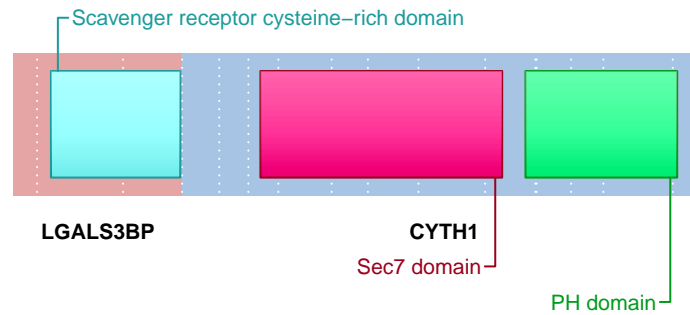 Scavenger receptor cysteine−rich domain
LGALS3BP
CYTH1
Sec7 domain
PH domain